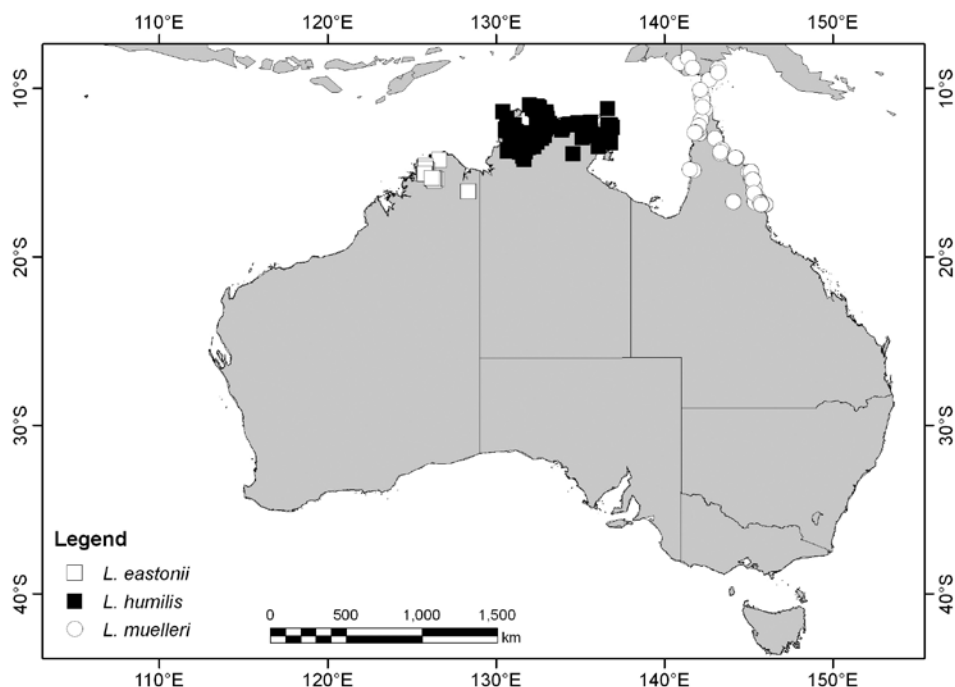 110°E 120°E 130°E 140°E 150°E
10°S 10°S
20°S 20°S
30°S 30°S
40°S 40°S
Legend
L. eastonii
L. humilis
L. muelleri
0 500 1,000 1,500
km
110°E 120°E 130°E 140°E 150°E